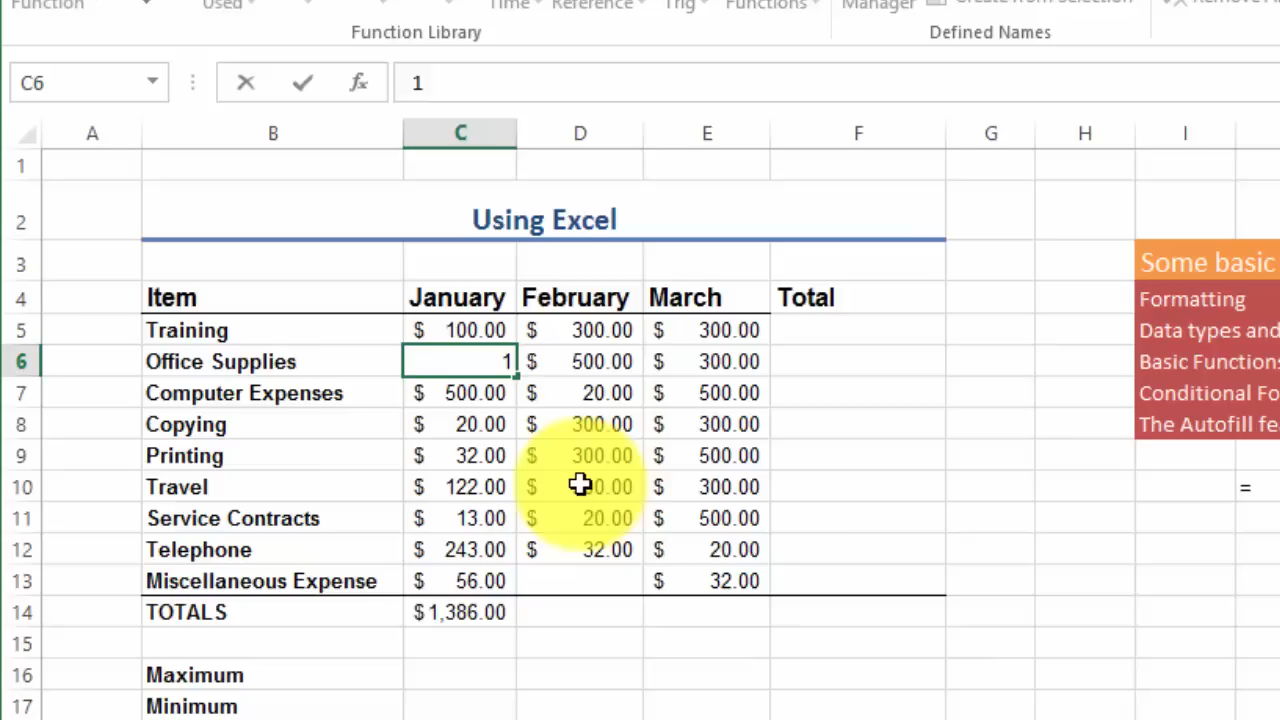 Function Used Time Reference Trig Functions Manager Create from Selection
Function Library Defined Names
C6 fx 1
A B C D E F G H I
1
2 Using Excel
3 Some basic
4 Item January February March Total Formatting
5 Training $ 100.00 $ 300.00 $ 300.00 Data types and
6 Office Supplies 1 $ 500.00 $ 300.00 Basic Functions
7 Computer Expenses $ 500.00 $ 20.00 $ 500.00 Conditional Fo
8 Copying $ 20.00 $ 300.00 $ 300.00 The Autofill fe
9 Printing $ 32.00 $ 300.00 $ 500.00
10 Travel $ 122.00 $ 0.00 $ 300.00 =
11 Service Contracts $ 13.00 $ 20.00 $ 500.00
12 Telephone $ 243.00 $ 32.00 $ 20.00
13 Miscellaneous Expense $ 56.00 $ 32.00
14 TOTALS $1,386.00
15
16 Maximum
17 Minimum